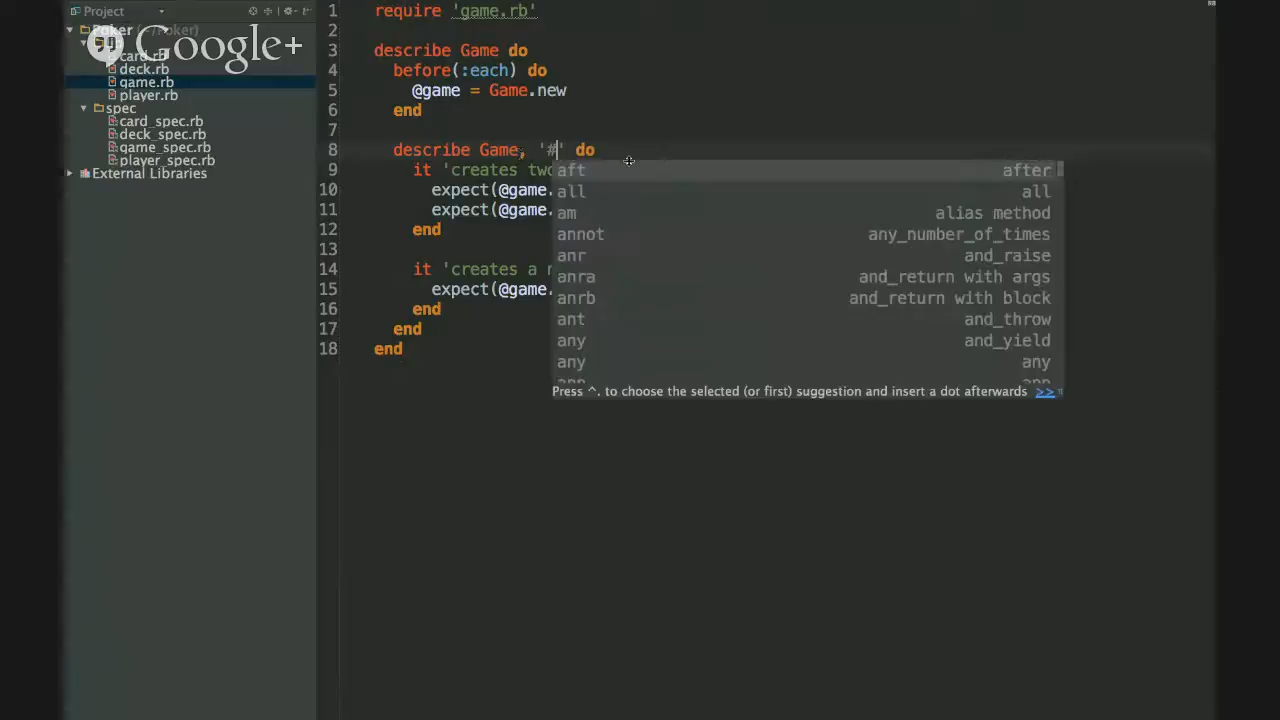 Project
Poker (~/Poker)
Google+
lib
card.rb
deck.rb
game.rb
player.rb
spec
card_spec.rb
deck_spec.rb
game_spec.rb
player_spec.rb
External Libraries
1 require 'game.rb'
2
3 describe Game do
4 before(:each) do
5 @game = Game.new
6 end
7
8 describe Game, '#' do
9 it 'creates two
10 expect(@game.
11 expect(@game.
12 end
13
14 it 'creates a
15 expect(@game.
16 end
17 end
18 end
aft after
all all
am alias method
annot any_number_of_times
anr and_raise
anra and_return with args
anrb and_return with block
ant and_throw
any and_yield
any any
Press ^. to choose the selected (or first) suggestion and insert a dot afterwards >>